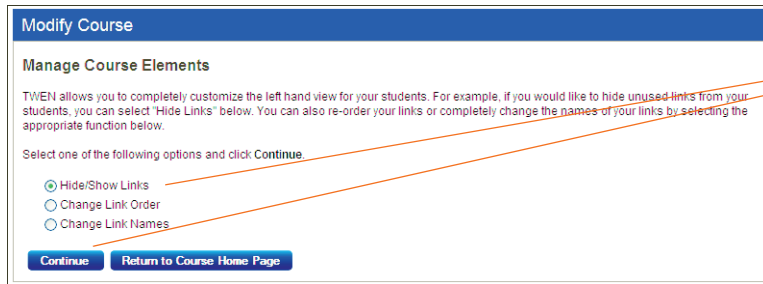 Modify Course
Manage Course Elements
TWEN allows you to completely customize the left hand view for your students. For example, if you would like to hide unused links from your
students, you can select "Hide Links" below. You can also re-order your links or completely change the names of your links by selecting the
appropriate function below.
Select one of the following options and click Continue.
Hide/Show Links
Change Link Order
Change Link Names
Continue Return to Course Home Page